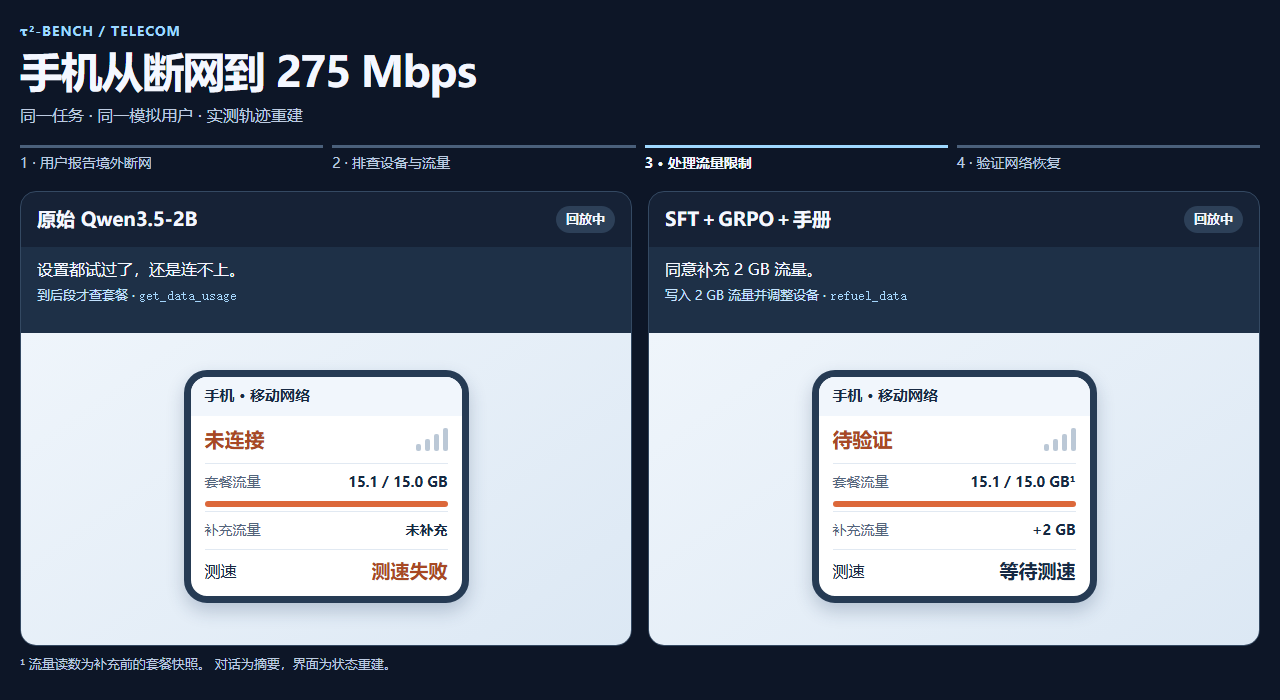 τ²-BENCH / TELECOM
手机从断网到 275 Mbps
同一任务 · 同一模拟用户 · 实测轨迹重建
1 · 用户报告境外断网
2 · 排查设备与流量
3 · 处理流量限制
4 · 验证网络恢复
原始 Qwen3.5-2B
回放中
设置都试过了，还是连不上。
到后段才查套餐 · get_data_usage
手机 · 移动网络
未连接
套餐流量
15.1 / 15.0 GB
补充流量
未补充
测速
测速失败
SFT + GRPO + 手册
回放中
同意补充 2 GB 流量。
写入 2 GB 流量并调整设备 · refuel_data
手机 · 移动网络
待验证
套餐流量
15.1 / 15.0 GB¹
补充流量
+2 GB
测速
等待测速
¹ 流量读数为补充前的套餐快照。 对话为摘要，界面为状态重建。